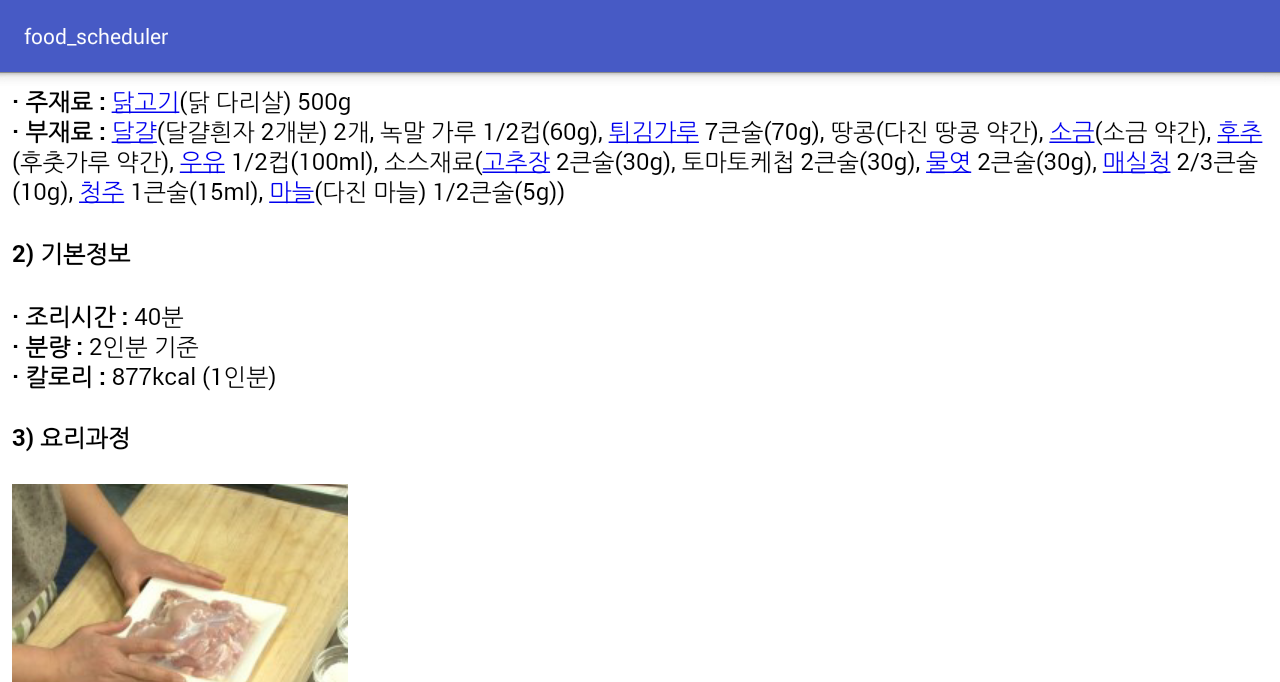 food_scheduler
· 주재료 : 닭고기(닭 다리살) 500g
· 부재료 : 달걀(달걀흰자 2개분) 2개, 녹말 가루 1/2컵(60g), 튀김가루 7큰술(70g), 땅콩(다진 땅콩 약간), 소금(소금 약간), 후추
(후춧가루 약간), 우유 1/2컵(100ml), 소스재료(고추장 2큰술(30g), 토마토케첩 2큰술(30g), 물엿 2큰술(30g), 매실청 2/3큰술
(10g), 청주 1큰술(15ml), 마늘(다진 마늘) 1/2큰술(5g))
2) 기본정보
· 조리시간 : 40분
· 분량 : 2인분 기준
· 칼로리 : 877kcal (1인분)
3) 요리과정